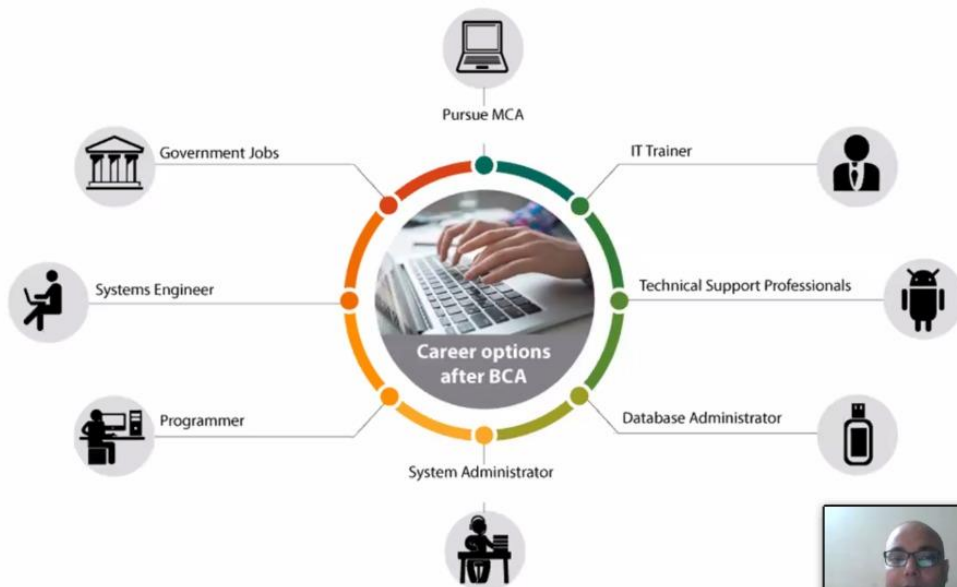 Pursue MCA
Government Jobs
IT Trainer
Systems Engineer
Technical Support Professionals
Career options
after BCA
Programmer
Database Administrator
System Administrator